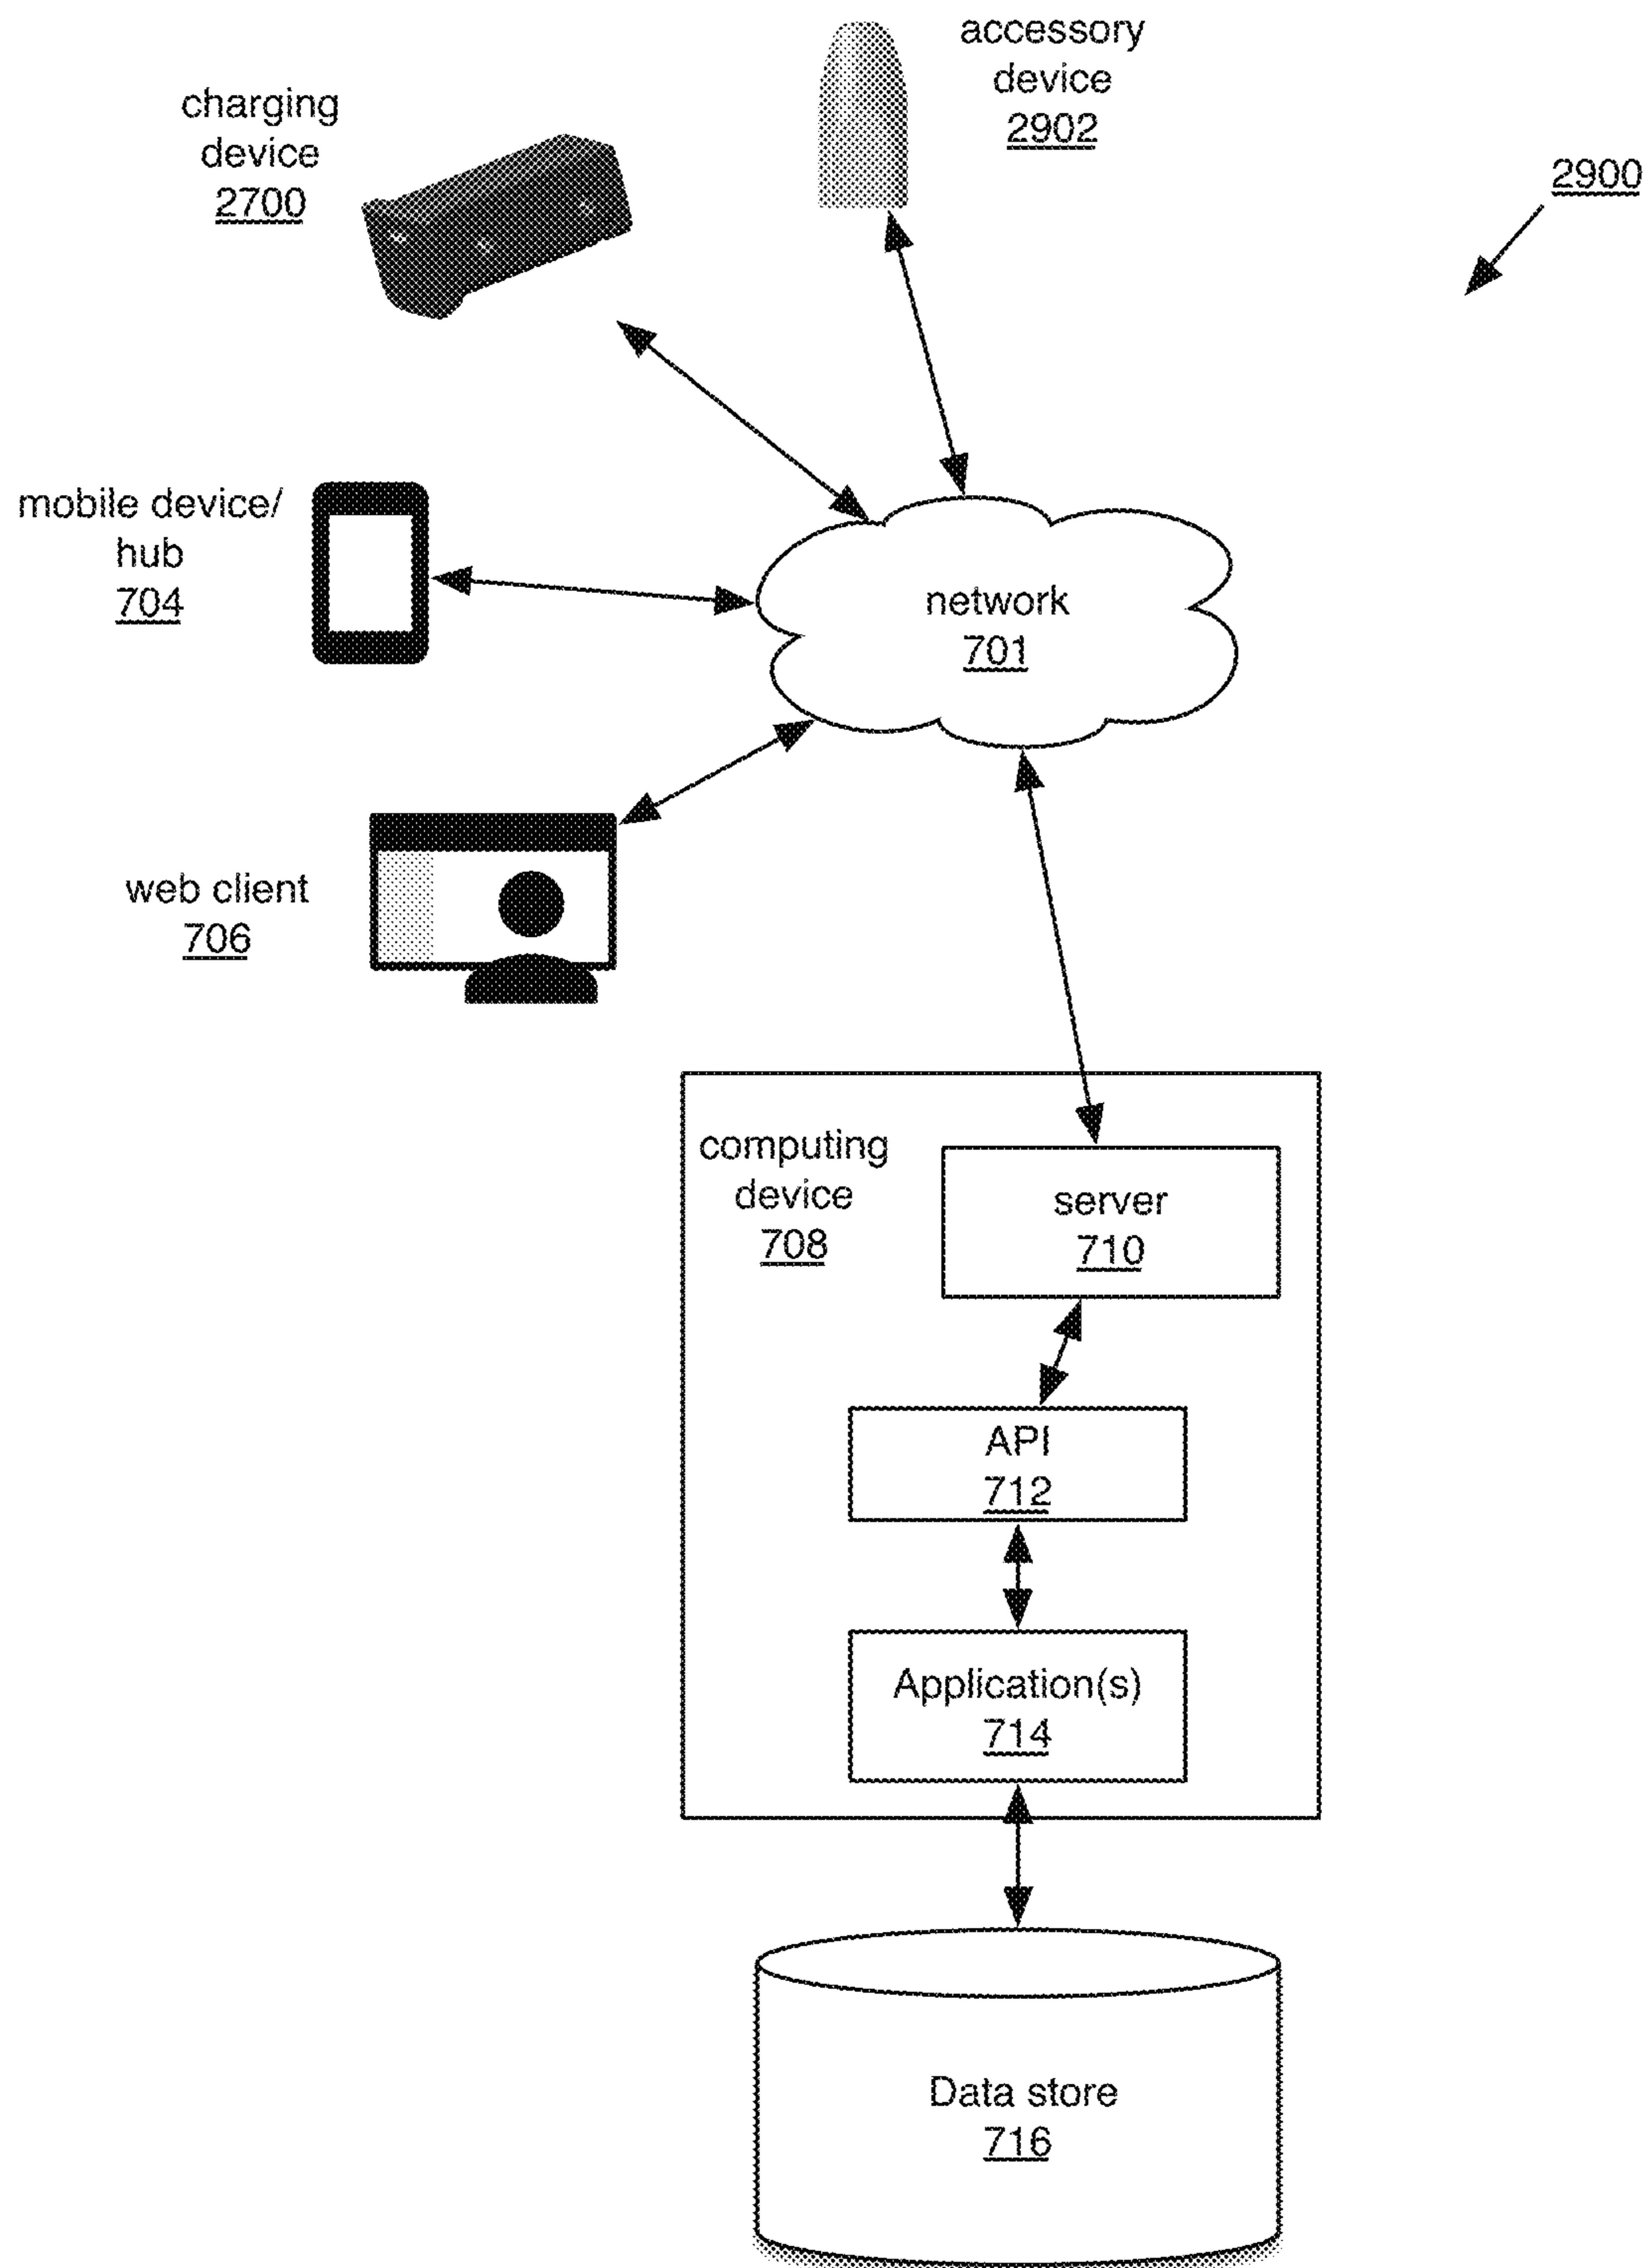 accessory
device
2902
charging
device
2700
2900
mobile device/
hub
704
network
701
web client
706
computing
device
708
server
710
API
712
Application(s)
714
Data store
716